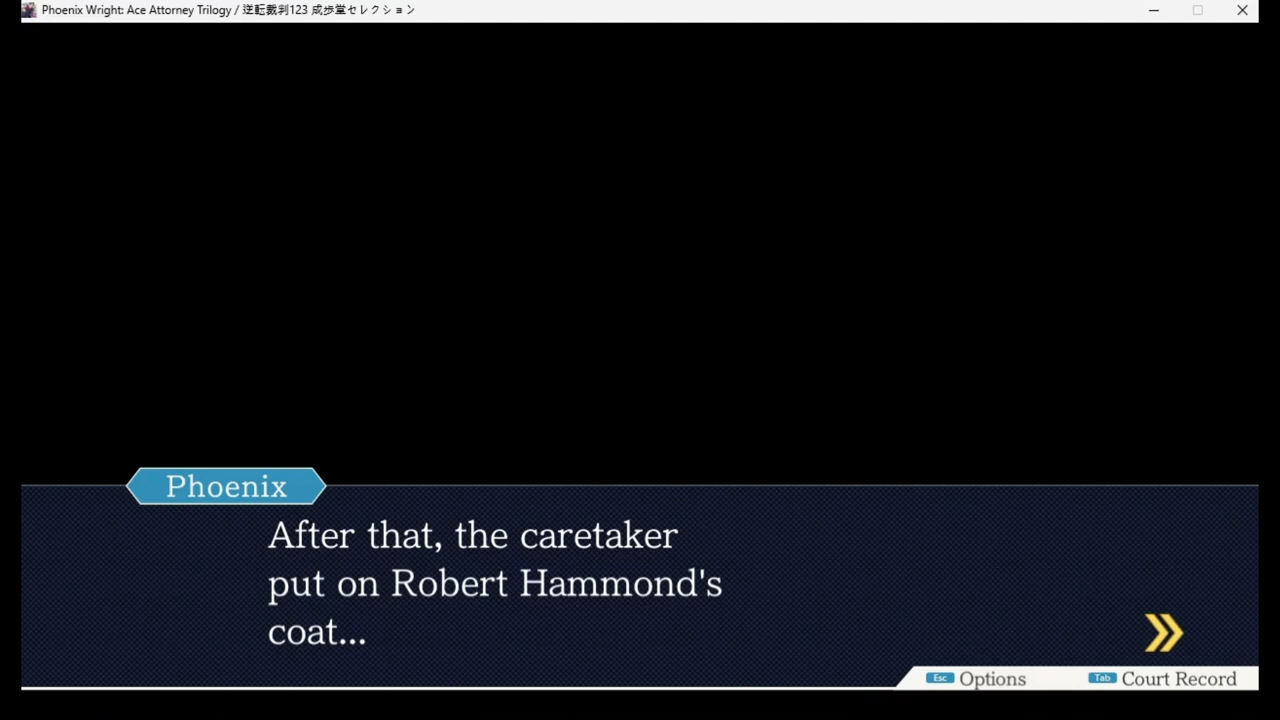 Phoenix Wright: Ace Attorney Trilogy / 逆転裁判123 成歩堂セレクション
Phoenix
After that, the caretaker
put on Robert Hammond's
coat...
Esc Options Tab Court Record